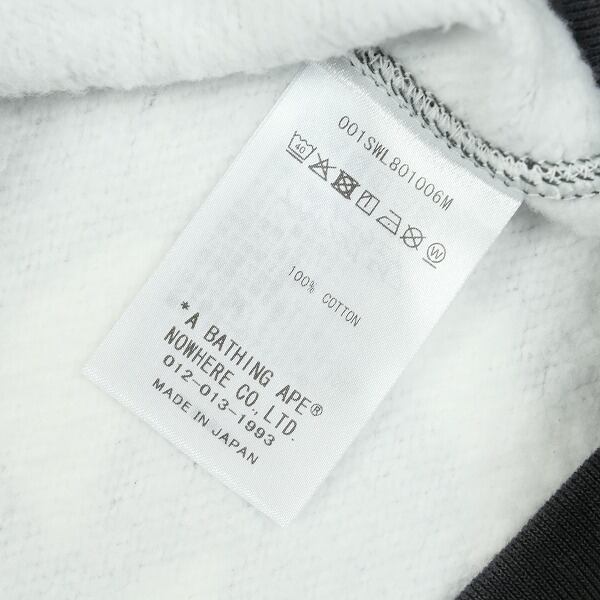 001SWL801006M
40
W
100% COTTON
*A BATHING APE®
NOWHERE CO., LTD.
012-013-1993
MADE IN JAPAN